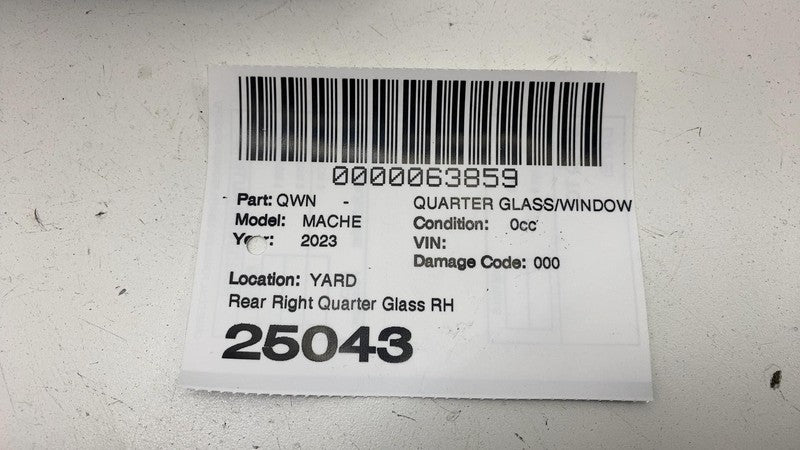 0000063859
Part: QWN - QUARTER GLASS/WINDOW
Model: MACHE Condition: 0cc
Year: 2023 VIN:
Damage Code: 000
Location: YARD
Rear Right Quarter Glass RH
25043